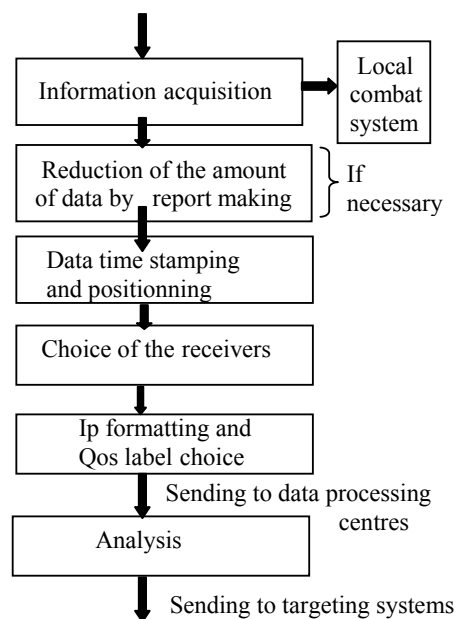 Information acquisition
Local
combat
system
Reduction of the amount
of data by report making
If
necessary
Data time stamping
and positionning
Choice of the receivers
Ip formatting and
Qos label choice
Sending to data processing
centres
Analysis
Sending to targeting systems